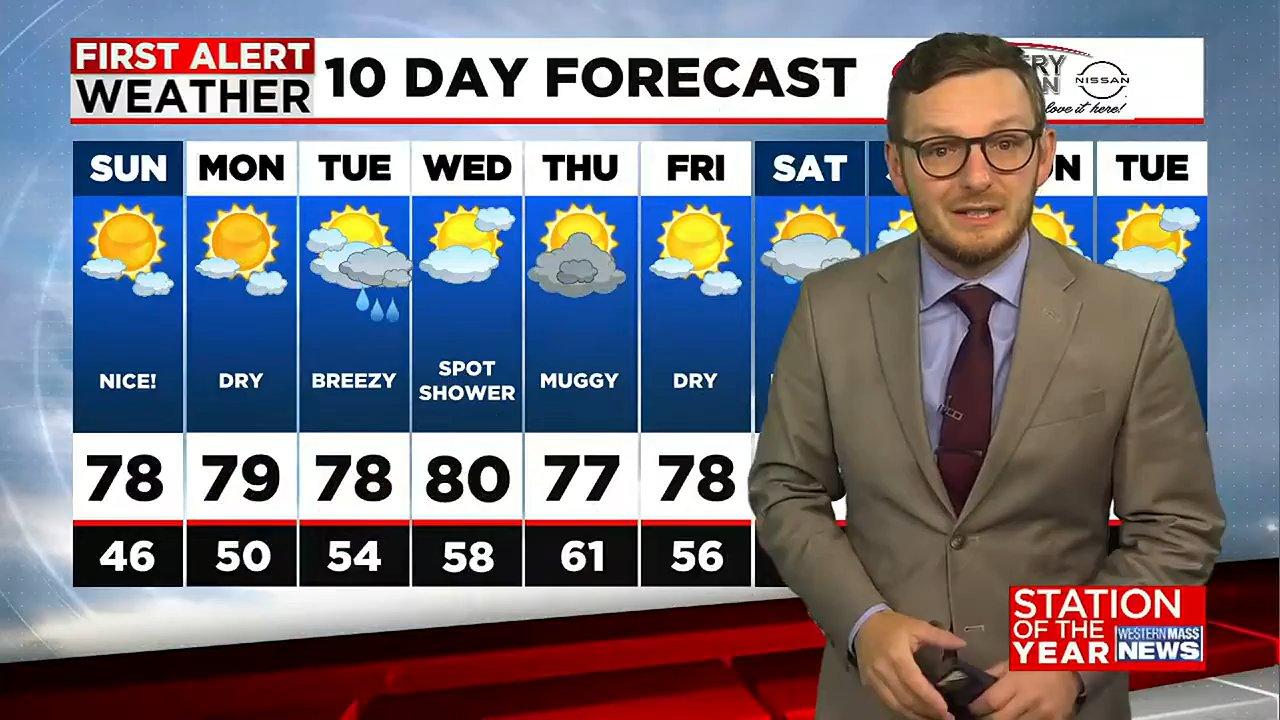 FIRST ALERT
WEATHER
10 DAY FORECAST
NISSAN
love it here!
SUN MON TUE WED THU FRI SAT TUE
NICE! DRY BREEZY SPOT SHOWER MUGGY DRY
78 79 78 80 77 78
46 50 54 58 61 56
STATION
OF THE
YEAR
WESTERN MASS
NEWS